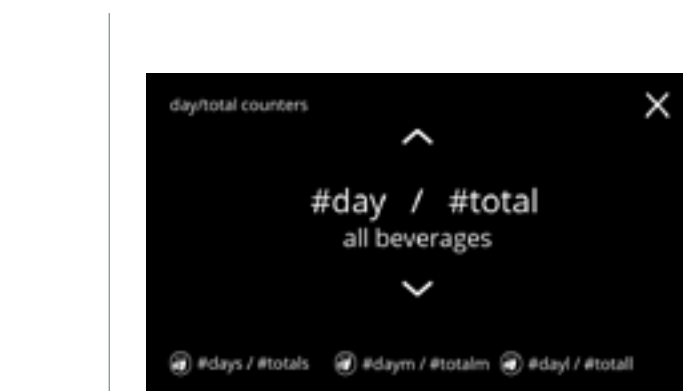 day/total counters
#day / #total
all beverages
#days / #totals #daym / #totalm #dayl / #totall